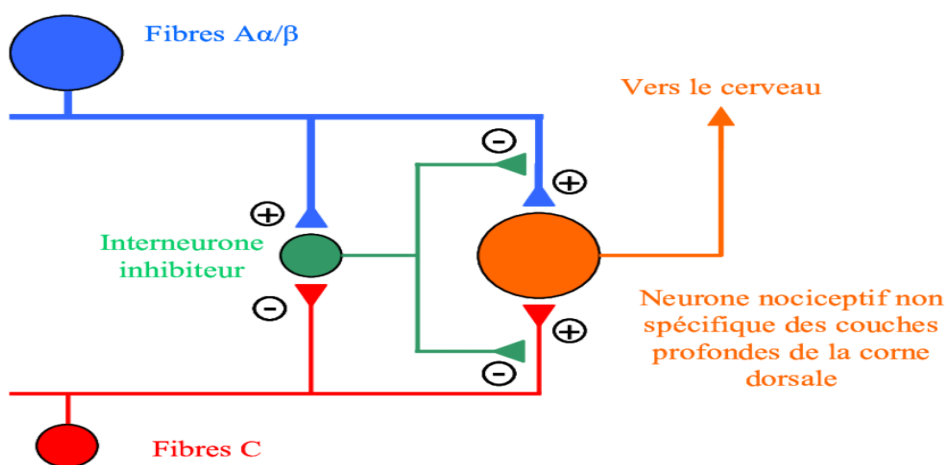 Fibres Aα/β
Vers le cerveau
-
+
+
Interneurone
inhibiteur
-
+
-
Neurone nociceptif non
spécifique des couches
profondes de la corne
dorsale
Fibres C